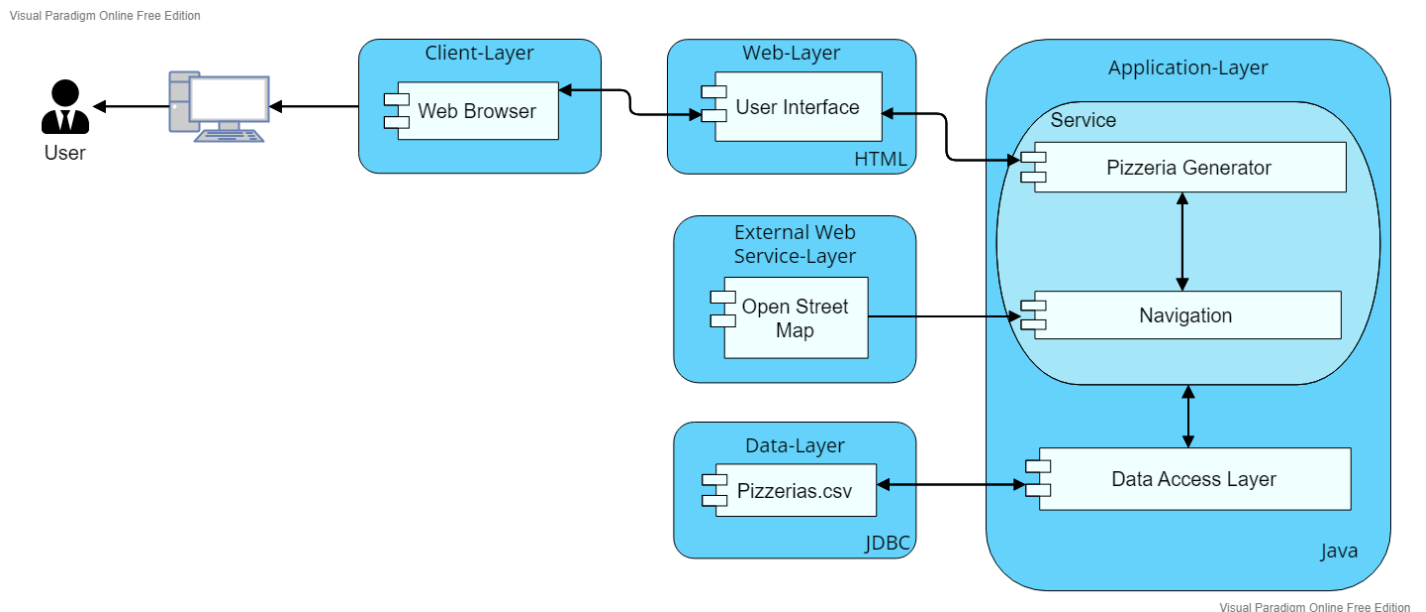 Visual Paradigm Online Free Edition
User
Client-Layer
Web Browser
Web-Layer
User Interface
HTML
External Web
Service-Layer
Open Street
Map
Data-Layer
Pizzerias.csv
JDBC
Application-Layer
Service
Pizzeria Generator
Navigation
Data Access Layer
Java
Visual Paradigm Online Free Edition